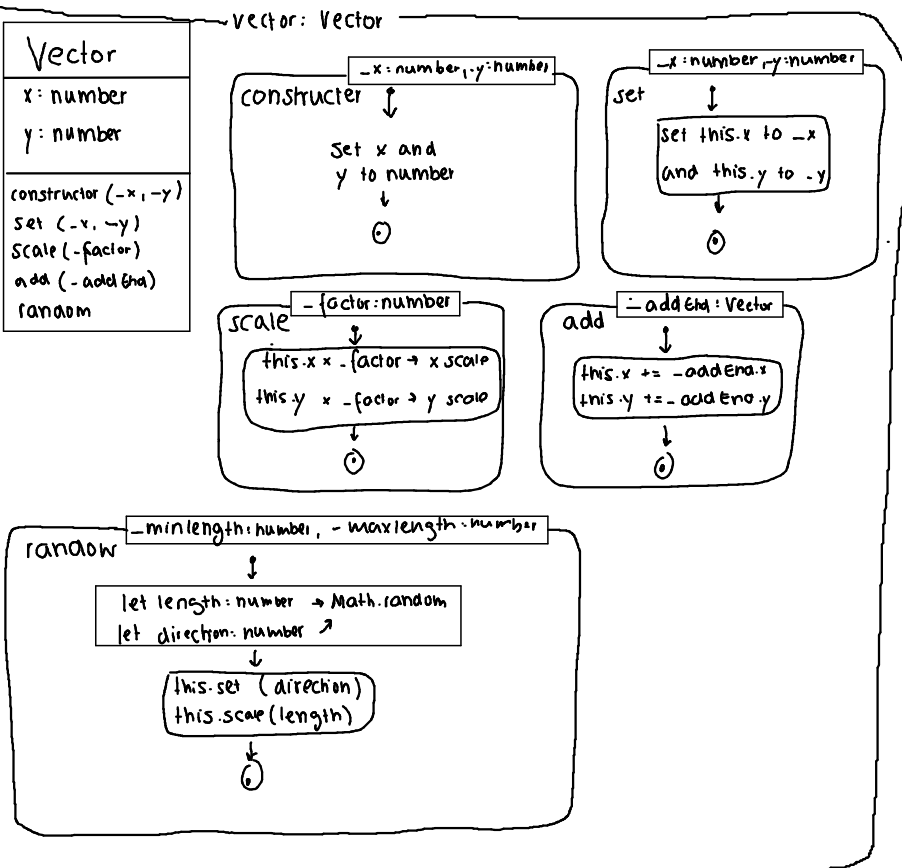 vector: Vector
Vector
x: number
y: number
constructor (_x, _y)
set (_x, _y)
scale (_factor)
add (_addEnd)
random
_x: number, _y: number
constructer
Set x and
y to number
_x: number, _y: number
set
set this.x to _x
and this.y to _y
_factor: number
scale
this.x × _factor → x scale
this.y × _factor → y scale
_addEnd: Vector
add
this.x += _addEnd.x
this.y += _addEnd.y
_minlength: number, _maxlength: number
random
let length: number → Math.random
let direction: number ↗
this.set (direction)
this.scale (length)